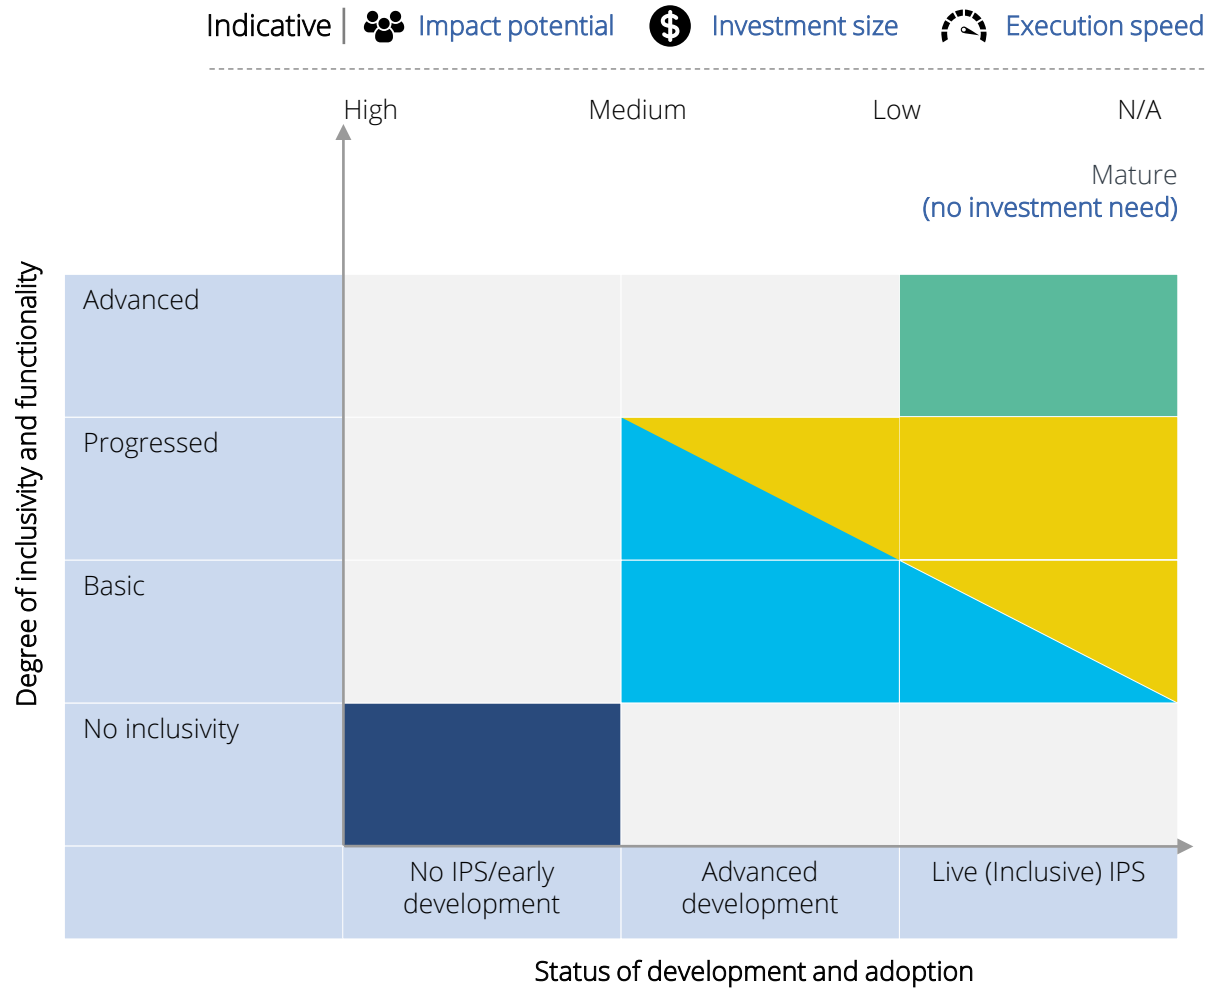 Indicative | Impact potential Investment size Execution speed
High Medium Low N/A
Mature
(no investment need)
Degree of inclusivity and functionality
Advanced
Progressed
Basic
No inclusivity
No IPS/early
development
Advanced
development
Live (Inclusive) IPS
Status of development and adoption